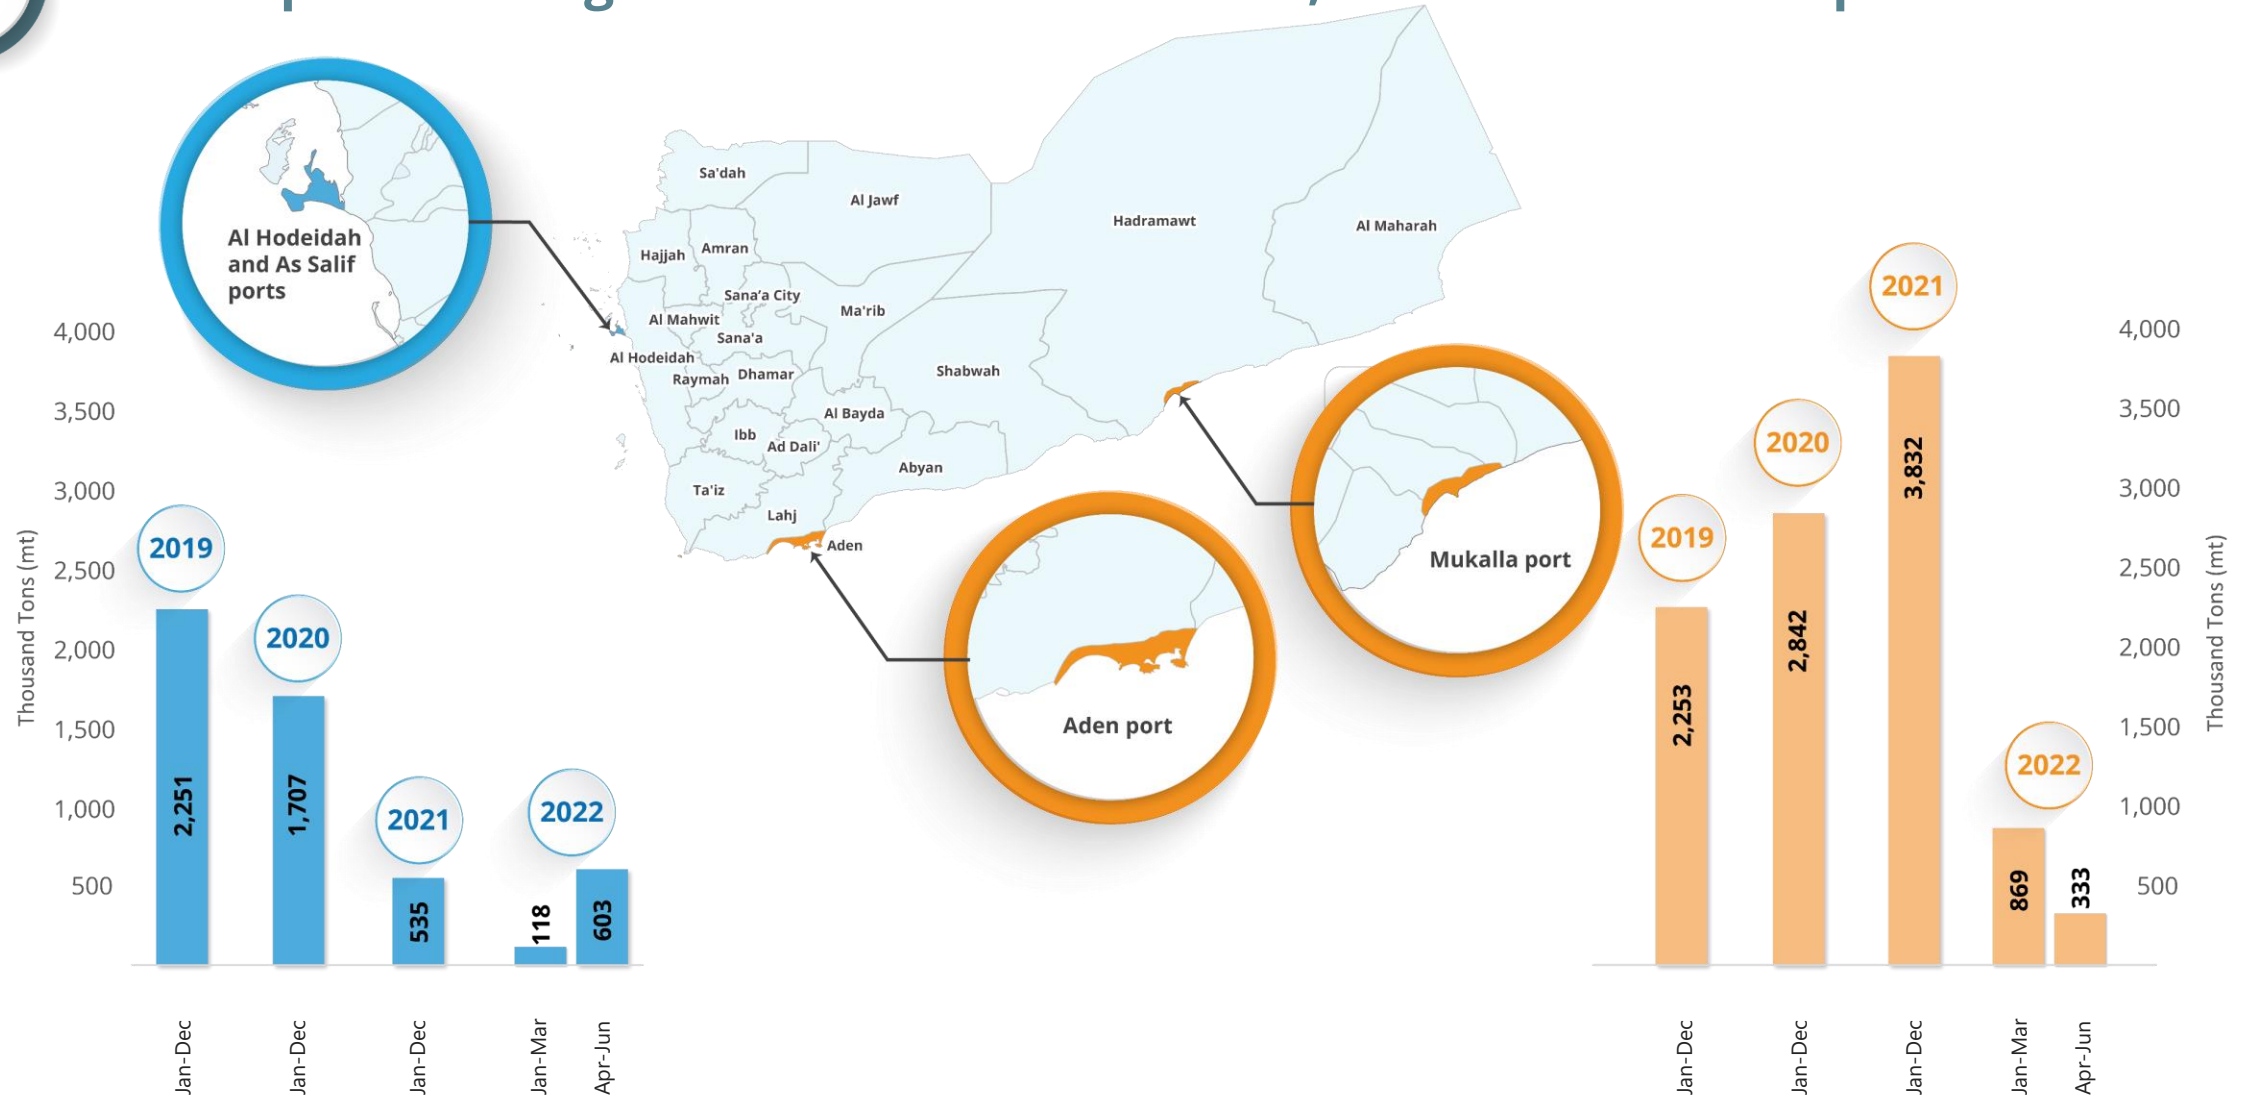 Al Hodeidah
and As Salif
ports
Sa'dah
Al Jawf
Hadramawt
Al Maharah
Hajjah
Amran
Sana'a City
Ma'rib
Al Mahwit
Sana'a
Al Hodeidah
Raymah
Dhamar
Shabwah
Al Bayda
Ibb
Ad Dali'
Abyan
Ta'iz
Lahj
Aden
Aden port
Mukalla port
Thousand Tons (mt)
4,000
3,500
3,000
2,500
2,000
1,500
1,000
500
2019
2020
2021
2022
2,251
1,707
535
118
603
Jan-Dec
Jan-Dec
Jan-Dec
Jan-Mar
Apr-Jun
2019
2020
2021
2022
2,253
2,842
3,832
869
333
Jan-Dec
Jan-Dec
Jan-Dec
Jan-Mar
Apr-Jun
4,000
3,500
3,000
2,500
2,000
1,500
1,000
500
Thousand Tons (mt)